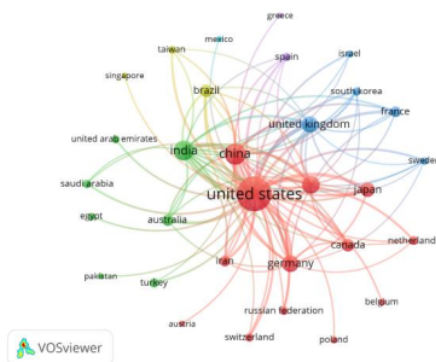 greece
mexico
taiwan
spain
israel
singapore
brazil
south korea
france
united kingdom
united arab emirates
india
china
sweden
saudi arabia
united states
japan
egypt
australia
canada
netherland
iran
germany
pakistan
turkey
belgium
russian federation
austria
switzerland
poland
VOSviewer